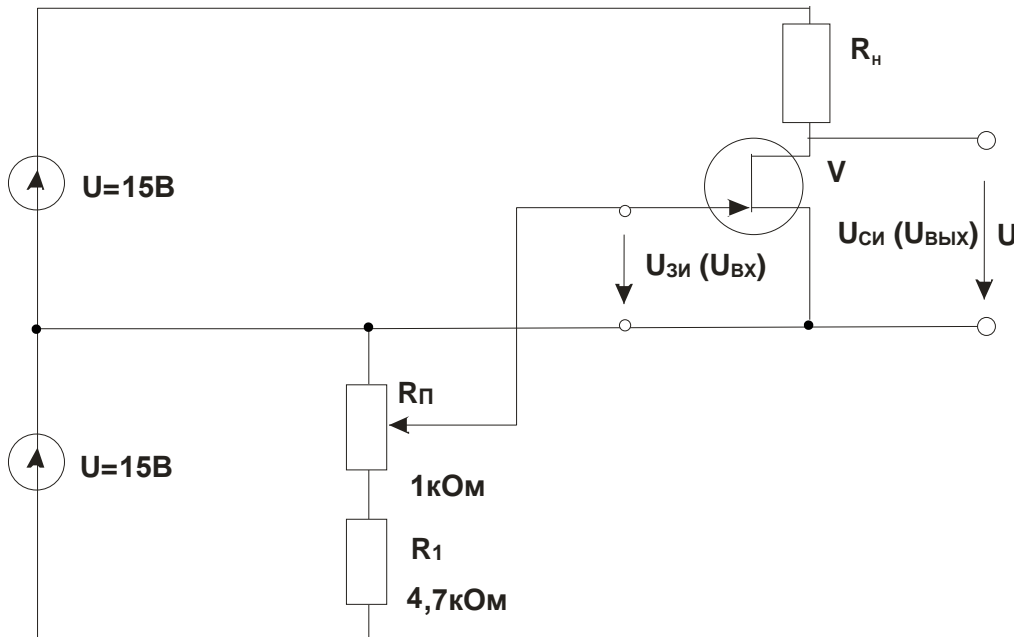 Rн
U=15В
V
UСИ (UВЫХ)
U
UЗИ (UВХ)
RП
U=15В
1кОм
R1
4,7кОм